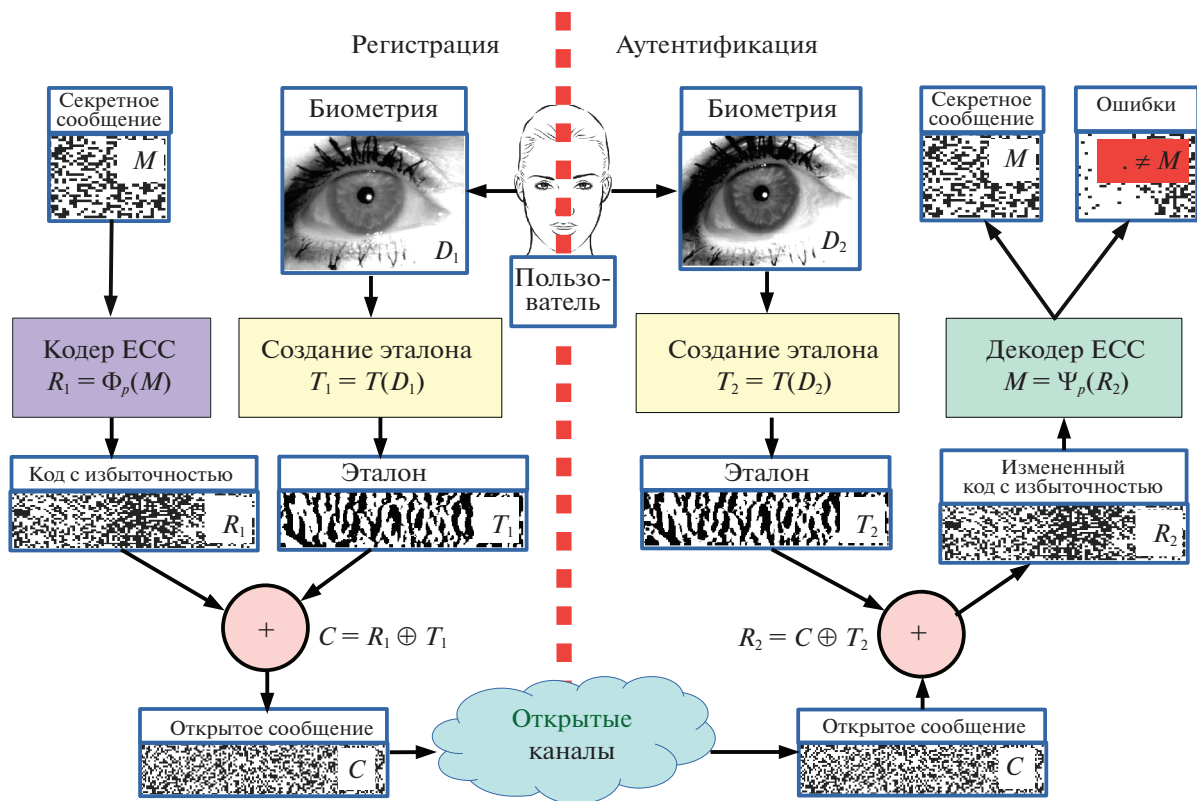 Регистрация
Аутентификация
Секретное
сообщение
M
Биометрия
D₁
Пользо-
ватель
Биометрия
D₂
Секретное
сообщение
M
Ошибки
. ≠ M
Кодер ECC
R₁ = Φₚ(M)
Создание эталона
T₁ = T(D₁)
Создание эталона
T₂ = T(D₂)
Декодер ECC
M = Ψₚ(R₂)
Код с избыточностью
R₁
Эталон
T₁
Эталон
T₂
Измененный
код с избыточностью
R₂
+
C = R₁ ⊕ T₁
R₂ = C ⊕ T₂
+
Открытое сообщение
C
Открытые
каналы
Открытое сообщение
C